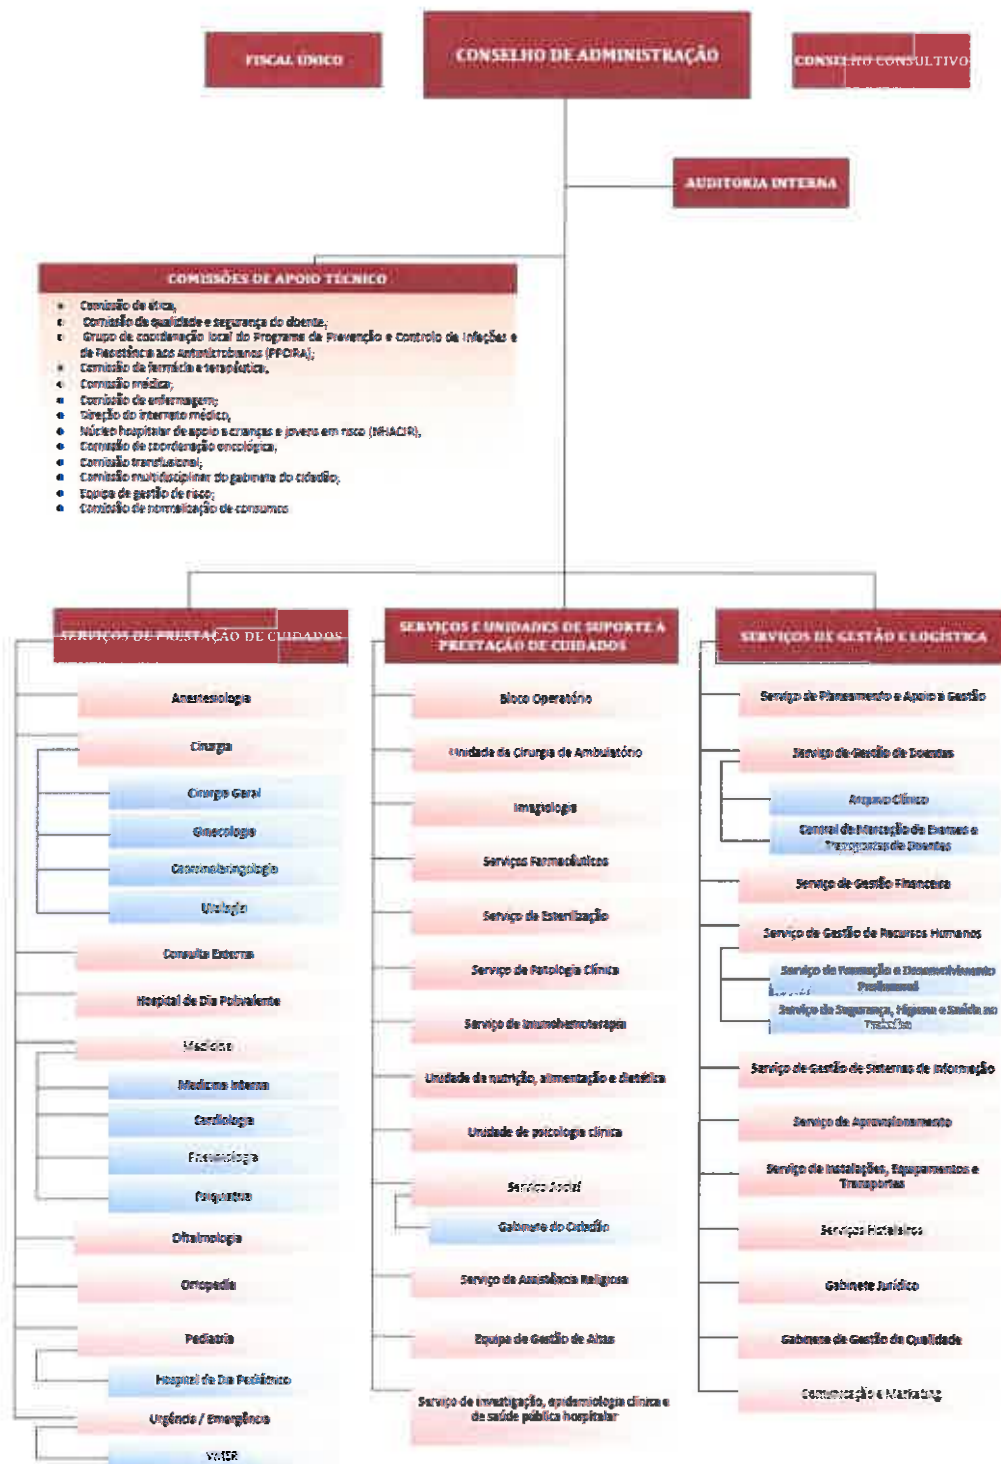 FISCAL ÚNICO
CONSELHO DE ADMINISTRAÇÃO
CONSELHO CONSULTIVO
AUDITORIA INTERNA
COMISSÕES DE APOIO TÉCNICO
Comissão de ética,
Comissão de qualidade e segurança do doente;
Grupo de coordenação local do Programa de Prevenção e Controlo de Infeções e
de Resistência aos Antimicrobianos (PPCIRA);
Comissão de farmácia e terapêutica,
Comissão médica;
Comissão de enfermagem;
Direção do internato médico,
Núcleo hospitalar de apoio a crianças e jovens em risco (NHACJR),
Comissão de coordenação oncológica,
Comissão transfusional;
Comissão multidisciplinar do gabinete do cidadão;
Equipa de gestão de risco;
Comissão de normalização de consumos
SERVIÇOS DE PRESTAÇÃO DE CUIDADOS
Anestesiologia
Cirurgia
Cirurgia Geral
Ginecologia
Otorrinolaringologia
Urologia
Consulta Externa
Hospital de Dia Polivalente
Medicina
Medicina Interna
Cardiologia
Pneumologia
Psiquiatria
Oftalmologia
Ortopedia
Pediatria
Hospital de Dia Pediátrico
Urgência / Emergência
VMER
SERVIÇOS E UNIDADES DE SUPORTE À
PRESTAÇÃO DE CUIDADOS
Bloco Operatório
Unidade de Cirurgia de Ambulatório
Imagiologia
Serviços Farmacêuticos
Serviço de Esterilização
Serviço de Patologia Clínica
Serviço de Imunohemoterapia
Unidade de nutrição, alimentação e dietética
Unidade de psicologia clínica
Serviço Social
Gabinete do Cidadão
Serviço de Assistência Religiosa
Equipa de Gestão de Altas
Serviço de investigação, epidemiologia clínica e
de saúde pública hospitalar
SERVIÇOS DE GESTÃO E LOGÍSTICA
Serviço de Planeamento e Apoio à Gestão
Serviço de Gestão de Doentes
Arquivo Clínico
Central de Marcação de Exames e
Transportes de Doentes
Serviço de Gestão Financeira
Serviço de Gestão de Recursos Humanos
Serviço de Formação e Desenvolvimento
Profissional
Serviço de Segurança, Higiene e Saúde no
Trabalho
Serviço de Gestão de Sistemas de Informação
Serviço de Aprovisionamento
Serviço de Instalações, Equipamentos e
Transportes
Serviços Hoteleiros
Gabinete Jurídico
Gabinete de Gestão da Qualidade
Comunicação e Marketing